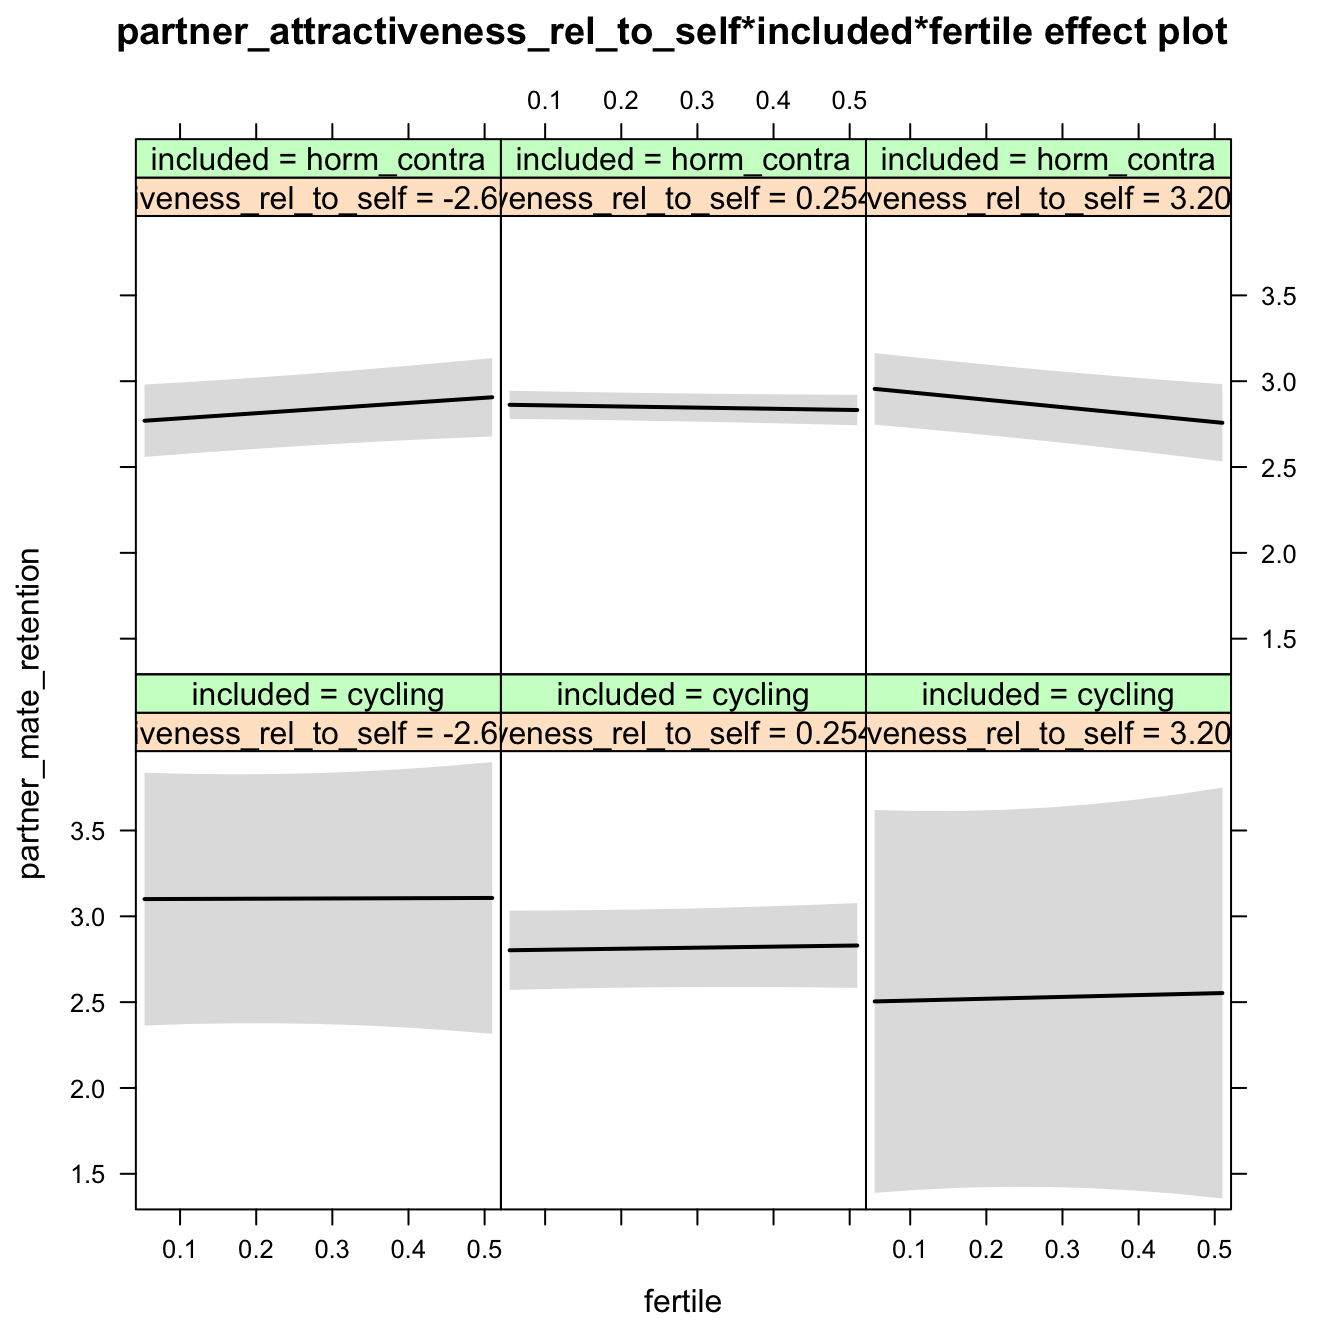 partner_attractiveness_rel_to_self*included*fertile effect plot
0.1 0.2 0.3 0.4 0.5
included = horm_contra included = horm_contra included = horm_contra
iveness_rel_to_self = -2.6 veness_rel_to_self = 0.254 veness_rel_to_self = 3.20
3.5
3.0
2.5
2.0
1.5
partner_mate_retention
included = cycling included = cycling included = cycling
iveness_rel_to_self = -2.6 veness_rel_to_self = 0.254 veness_rel_to_self = 3.20
3.5
3.0
2.5
2.0
1.5
0.1 0.2 0.3 0.4 0.5 0.1 0.2 0.3 0.4 0.5
fertile